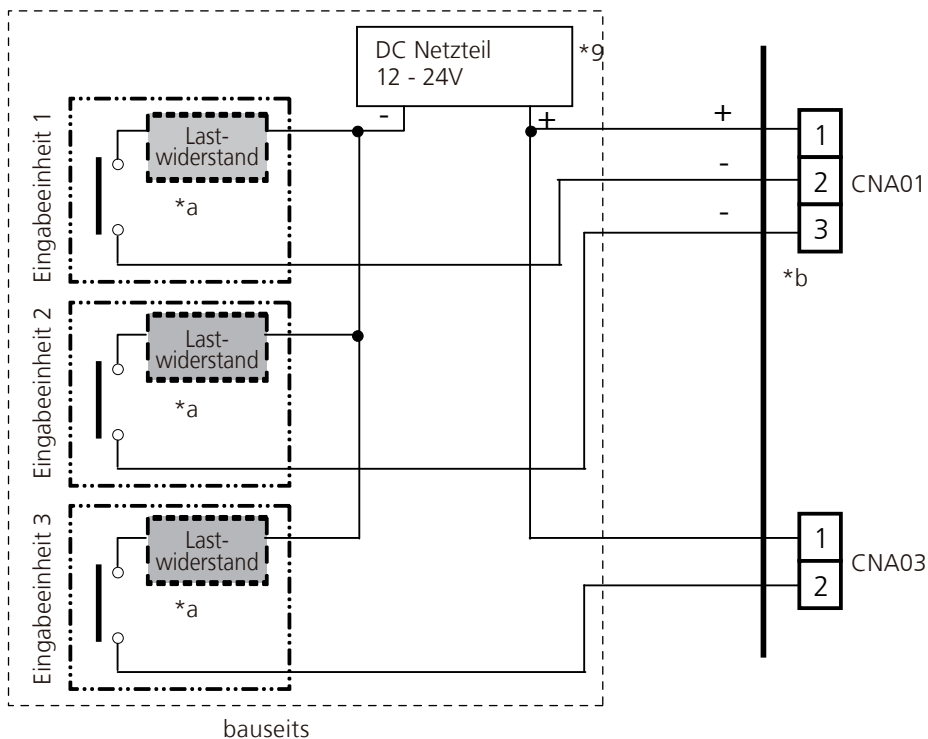 DC Netzteil
12 - 24V
*9
-
+
+
-
-
1
2
3
CNA01
*b
Eingabeeinheit 1
Last-
widerstand
*a
Eingabeeinheit 2
Last-
widerstand
*a
Eingabeeinheit 3
Last-
widerstand
*a
1
2
CNA03
bauseits